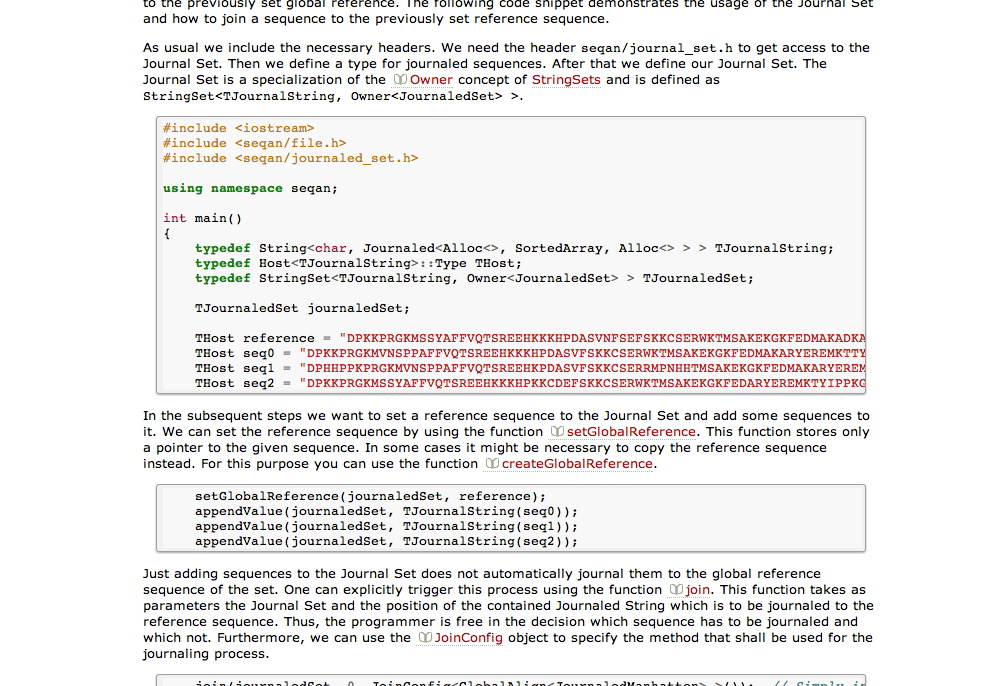 to the previously set global reference. The following code snippet demonstrates the usage of the Journal Set
and how to join a sequence to the previously set reference sequence.
As usual we include the necessary headers. We need the header seqan/journal_set.h to get access to the
Journal Set. Then we define a type for journaled sequences. After that we define our Journal Set. The
Journal Set is a specialization of the Owner concept of StringSets and is defined as
StringSet<TJournalString, Owner<JournaledSet> >.
#include <iostream>
#include <seqan/file.h>
#include <seqan/journaled_set.h>
using namespace seqan;
int main()
{
typedef String<char, Journaled<Alloc<>, SortedArray, Alloc<> > > TJournalString;
typedef Host<TJournalString>::Type THost;
typedef StringSet<TJournalString, Owner<JournaledSet> > TJournaledSet;
TJournaledSet journaledSet;
THost reference = "DPKKPRGKMSSYAFFVQTSREEHKKKHPDASVNFSEFSKKCSERWKTMSAKEKGKFEDMAKADKA
THost seq0 = "DPKKPRGKMVNSPPAFFVQTSREEHKKKHPDASVFSKKCSERWKTMSAKEKGKFEDMAKARYEREMKTTY
THost seq1 = "DPHHPPKPRGKMVNSPPAFFVQTSREEHKKKHPDASVFSKKCSERRMPNHHTMSAKEKGKFEDMAKARYEREM
THost seq2 = "DPKKPRGKMSSYAFFVQTSREEHKKKHPKKCDEFSKKCSERWKTMSAKEKGKFEDARYEREMKTYIPPKG
In the subsequent steps we want to set a reference sequence to the Journal Set and add some sequences to
it. We can set the reference sequence by using the function setGlobalReference. This function stores only
a pointer to the given sequence. In some cases it might be necessary to copy the reference sequence
instead. For this purpose you can use the function createGlobalReference.
setGlobalReference(journaledSet, reference);
appendValue(journaledSet, TJournalString(seq0));
appendValue(journaledSet, TJournalString(seq1));
appendValue(journaledSet, TJournalString(seq2));
Just adding sequences to the Journal Set does not automatically journal them to the global reference
sequence of the set. One can explicitly trigger this process using the function join. This function takes as
parameters the Journal Set and the position of the contained Journaled String which is to be journaled to the
reference sequence. Thus, the programmer is free in the decision which sequence has to be journaled and
which not. Furthermore, we can use the JoinConfig object to specify the method that shall be used for the
journaling process.
join(journaledSet, 0, JoinConfig<GlobalAlign<JournaledManhatten> >()); // Simply